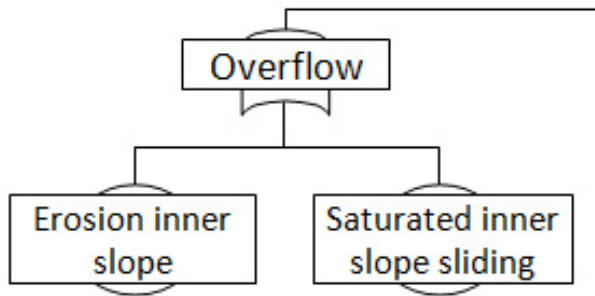 Overflow
Erosion inner
slope
Saturated inner
slope sliding